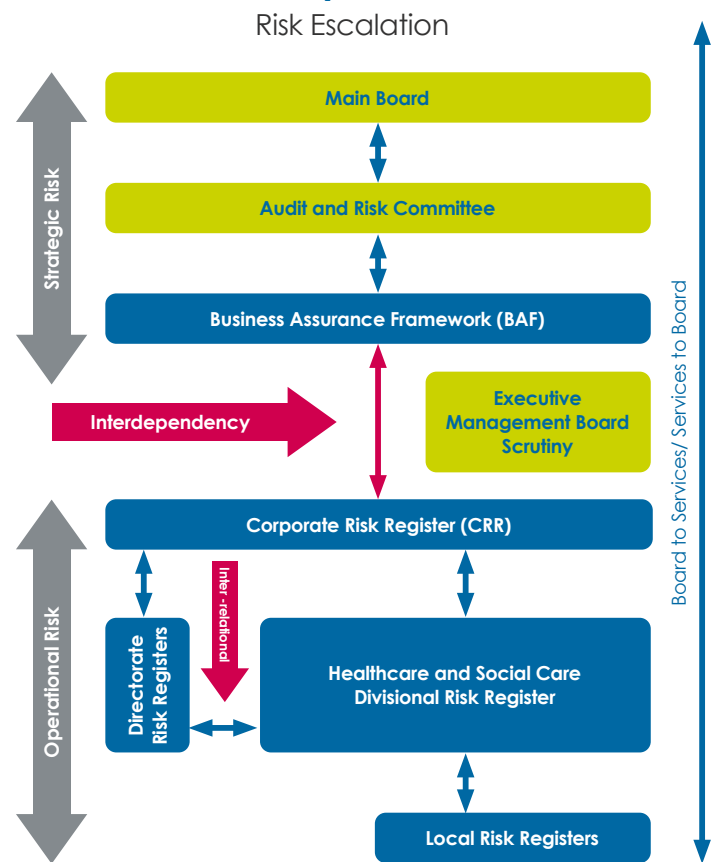 Risk Escalation
Main Board
Audit and Risk Committee
Business Assurance Framework (BAF)
Strategic Risk
Interdependency
Executive
Management Board
Scrutiny
Corporate Risk Register (CRR)
Inter -relational
Directorate
Risk Registers
Healthcare and Social Care
Divisional Risk Register
Operational Risk
Local Risk Registers
Board to Services/ Services to Board